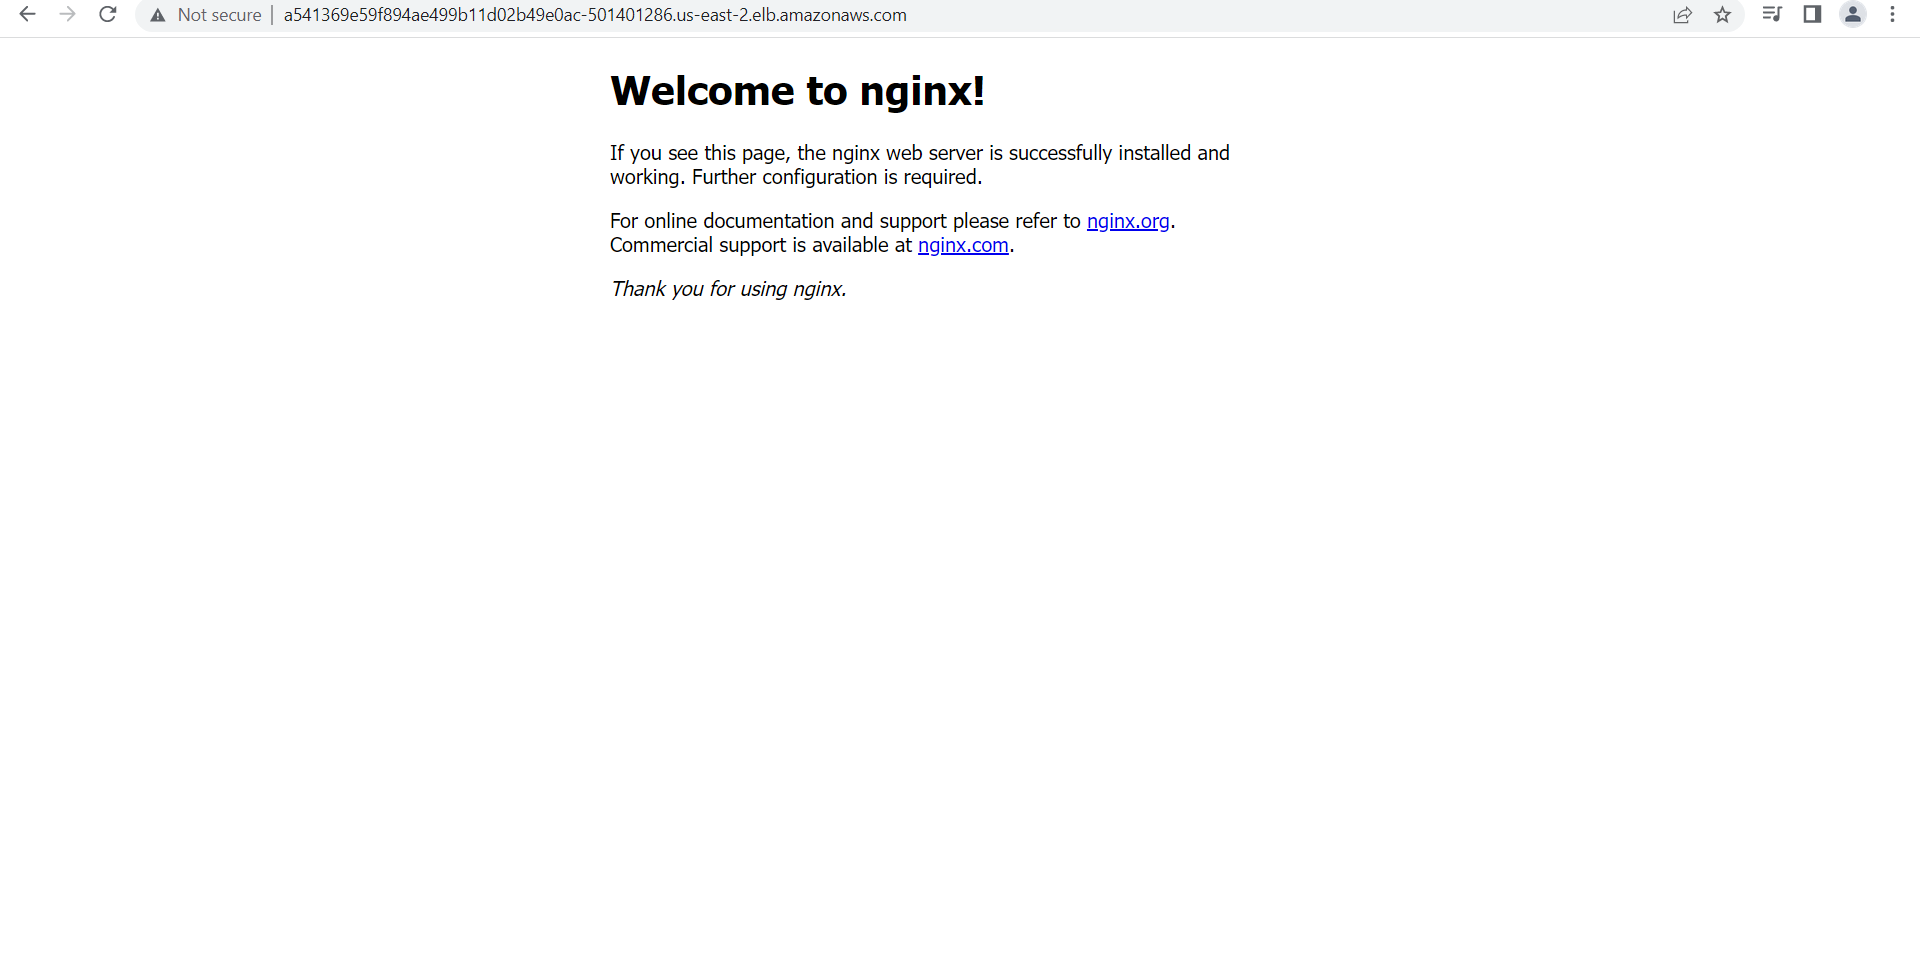 Not secure | a541369e59f894ae499b11d02b49e0ac-501401286.us-east-2.elb.amazonaws.com
Welcome to nginx!
If you see this page, the nginx web server is successfully installed and
working. Further configuration is required.
For online documentation and support please refer to nginx.org.
Commercial support is available at nginx.com.
Thank you for using nginx.